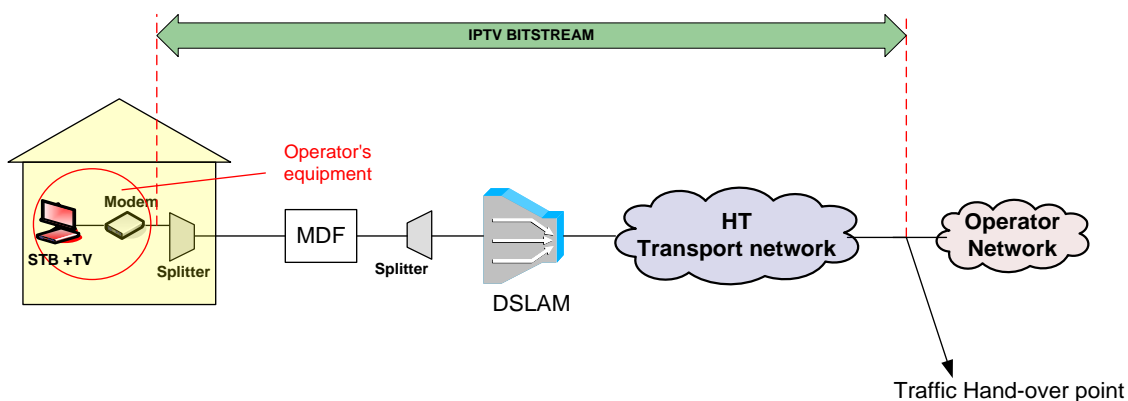 IPTV BITSTREAM
Operator's
equipment
Modem
STB +TV
Splitter
MDF
Splitter
DSLAM
HT
Transport network
Operator
Network
Traffic Hand-over point